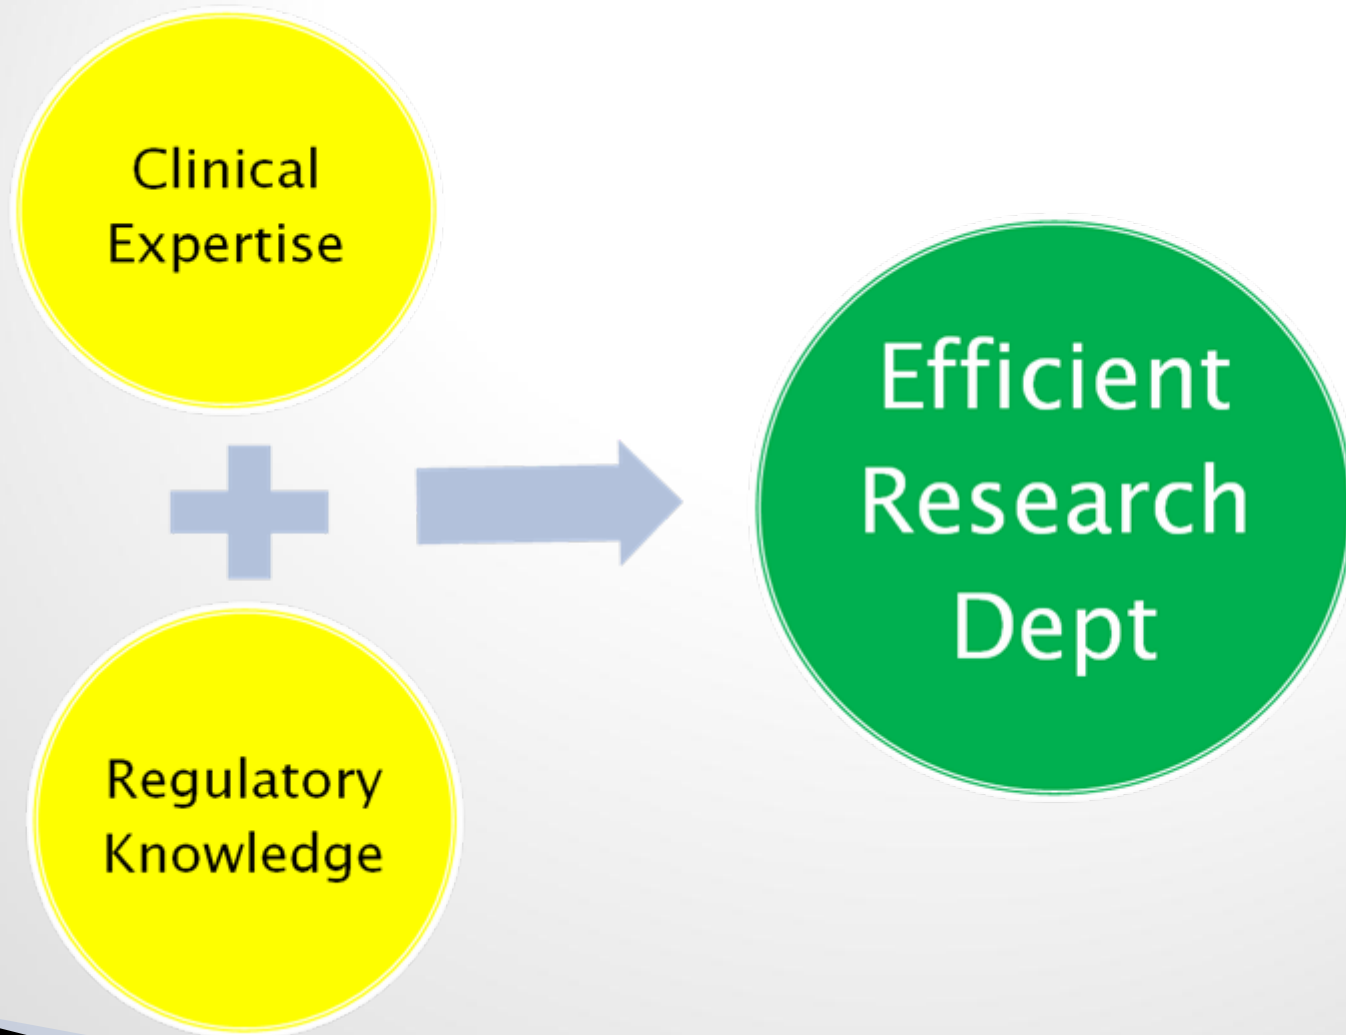 Clinical
Expertise
Regulatory
Knowledge
Efficient
Research
Dept